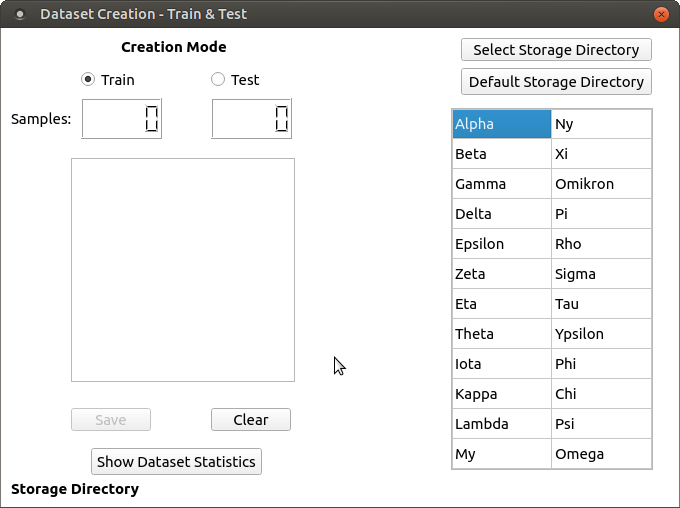 Dataset Creation - Train & Test
Creation Mode
Train Test
Samples: 0 0
Save Clear
Show Dataset Statistics
Storage Directory
Select Storage Directory
Default Storage Directory
Alpha Ny
Beta Xi
Gamma Omikron
Delta Pi
Epsilon Rho
Zeta Sigma
Eta Tau
Theta Ypsilon
Iota Phi
Kappa Chi
Lambda Psi
My Omega